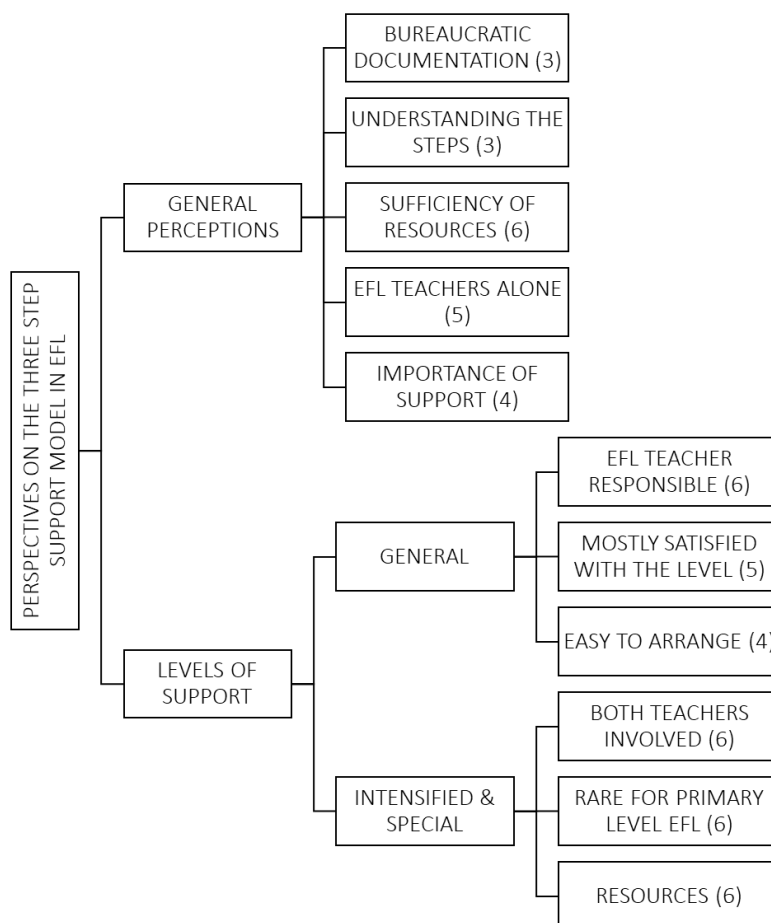 PERSPECTIVES ON THE THREE STEP
SUPPORT MODEL IN EFL
GENERAL
PERCEPTIONS
BUREAUCRATIC
DOCUMENTATION (3)
UNDERSTANDING THE
STEPS (3)
SUFFICIENCY OF
RESOURCES (6)
EFL TEACHERS ALONE
(5)
IMPORTANCE OF
SUPPORT (4)
LEVELS OF
SUPPORT
GENERAL
EFL TEACHER
RESPONSIBLE (6)
MOSTLY SATISFIED
WITH THE LEVEL (5)
EASY TO ARRANGE (4)
INTENSIFIED &
SPECIAL
BOTH TEACHERS
INVOLVED (6)
RARE FOR PRIMARY
LEVEL EFL (6)
RESOURCES (6)